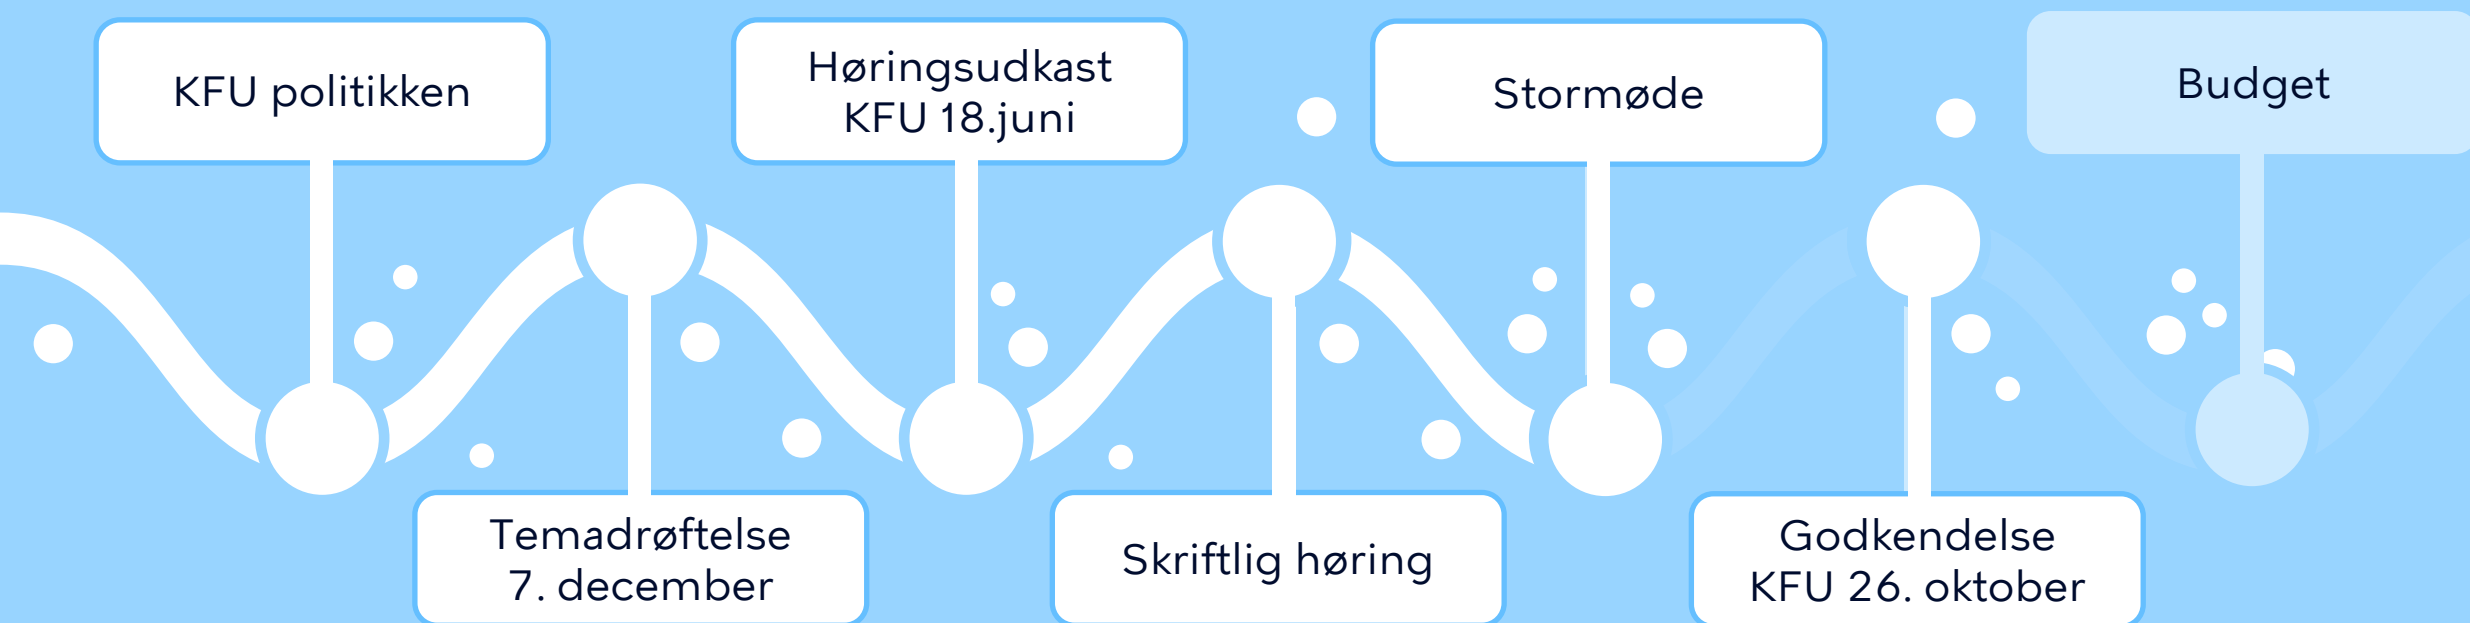 KFU politikken
Temadrøftelse
7. december
Høringsudkast
KFU 18.juni
Skriftlig høring
Stormøde
Godkendelse
KFU 26. oktober
Budget